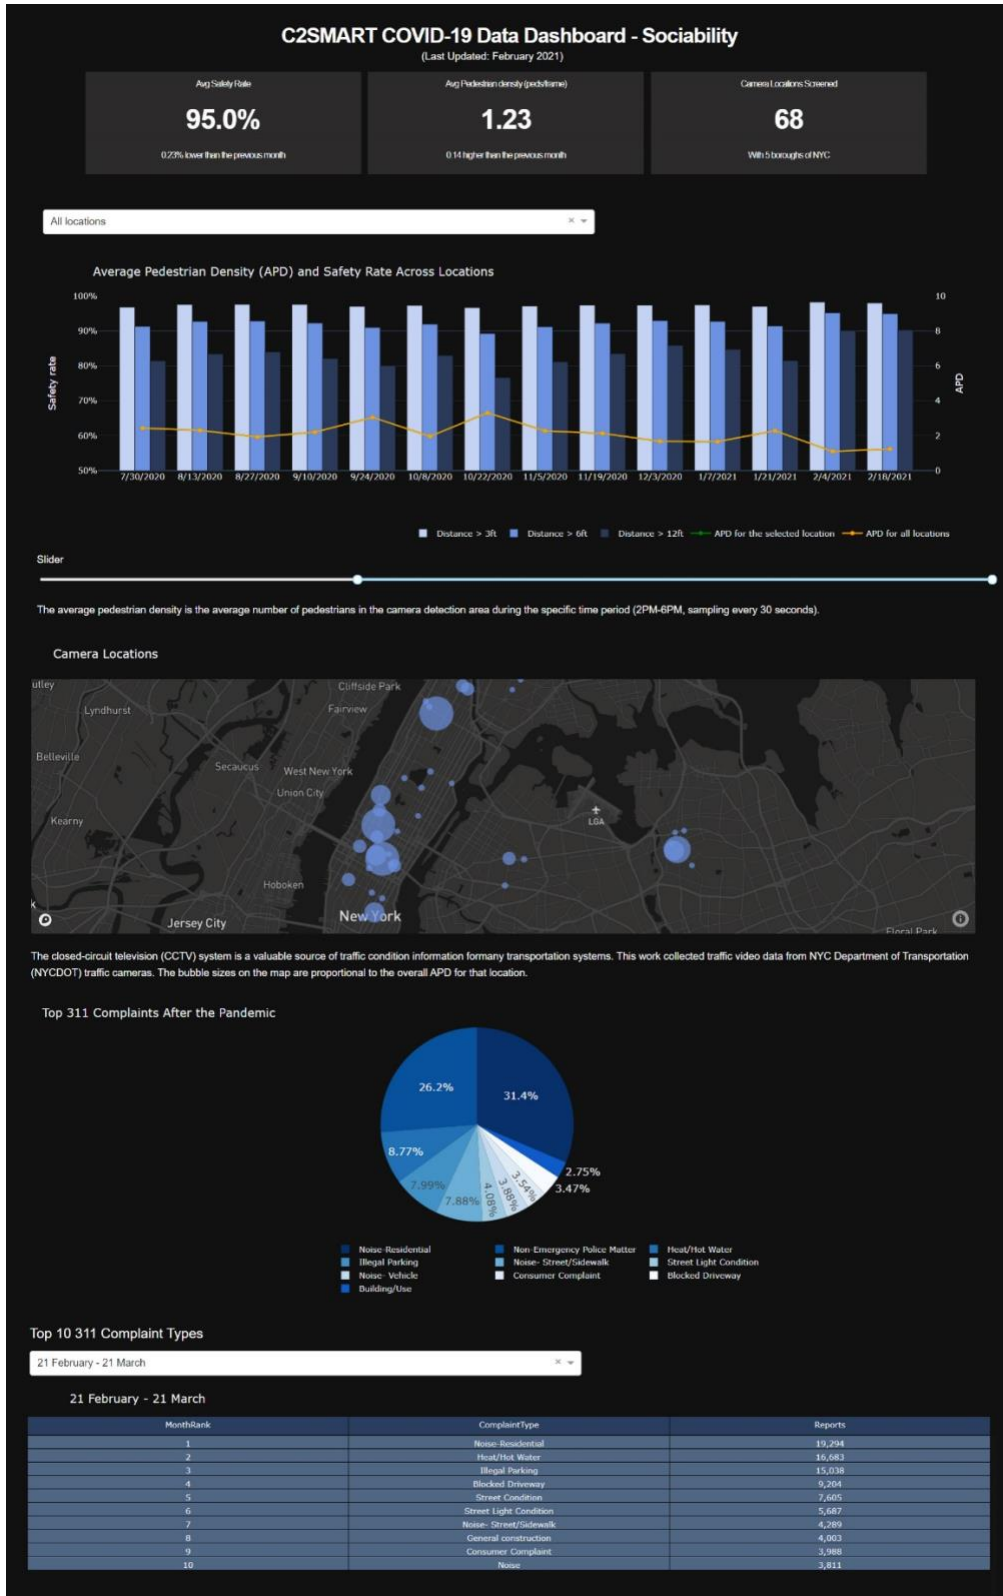 C2SMART COVID-19 Data Dashboard - Sociability
(Last Updated: February 2021)
Avg Safety Rate
Avg Pedestrian density (peds/frame)
Camera Locations Screened
95.0%
1.23
68
0.23% lower than the previous month
0.14 higher than the previous month
With 5 boroughs of NYC
All locations
Average Pedestrian Density (APD) and Safety Rate Across Locations
100%
90%
80%
70%
60%
50%
Safety rate
10
8
6
4
2
0
APD
7/30/2020 8/13/2020 8/27/2020 9/10/2020 9/24/2020 10/8/2020 10/22/2020 11/5/2020 11/19/2020 12/3/2020 1/7/2021 1/21/2021 2/4/2021 2/18/2021
Distance > 3ft Distance > 6ft Distance > 12ft APD for the selected location APD for all locations
Slider
The average pedestrian density is the average number of pedestrians in the camera detection area during the specific time period (2PM-6PM, sampling every 30 seconds).
Camera Locations
utley
Cliffside Park
Lyndhurst
Fairview
Belleville
Secaucus
West New York
Union City
Kearny
LGA
Hoboken
k
Jersey City
New York
Floral Park
The closed-circuit television (CCTV) system is a valuable source of traffic condition information formany transportation systems. This work collected traffic video data from NYC Department of Transportation
(NYCDOT) traffic cameras. The bubble sizes on the map are proportional to the overall APD for that location.
Top 311 Complaints After the Pandemic
26.2%
31.4%
8.77%
7.99%
7.88%
4.08%
3.88%
3.54%
2.75%
3.47%
Noise-Residential Non-Emergency Police Matter Heat/Hot Water
Illegal Parking Noise- Street/Sidewalk Street Light Condition
Noise- Vehicle Consumer Complaint Blocked Driveway
Building/Use
Top 10 311 Complaint Types
21 February - 21 March
21 February - 21 March
MonthRank ComplaintType Reports
1 Noise-Residential 19,294
2 Heat/Hot Water 16,683
3 Illegal Parking 15,038
4 Blocked Driveway 9,204
5 Street Condition 7,605
6 Street Light Condition 5,687
7 Noise- Street/Sidewalk 4,289
8 General construction 4,003
9 Consumer Complaint 3,988
10 Noise 3,811